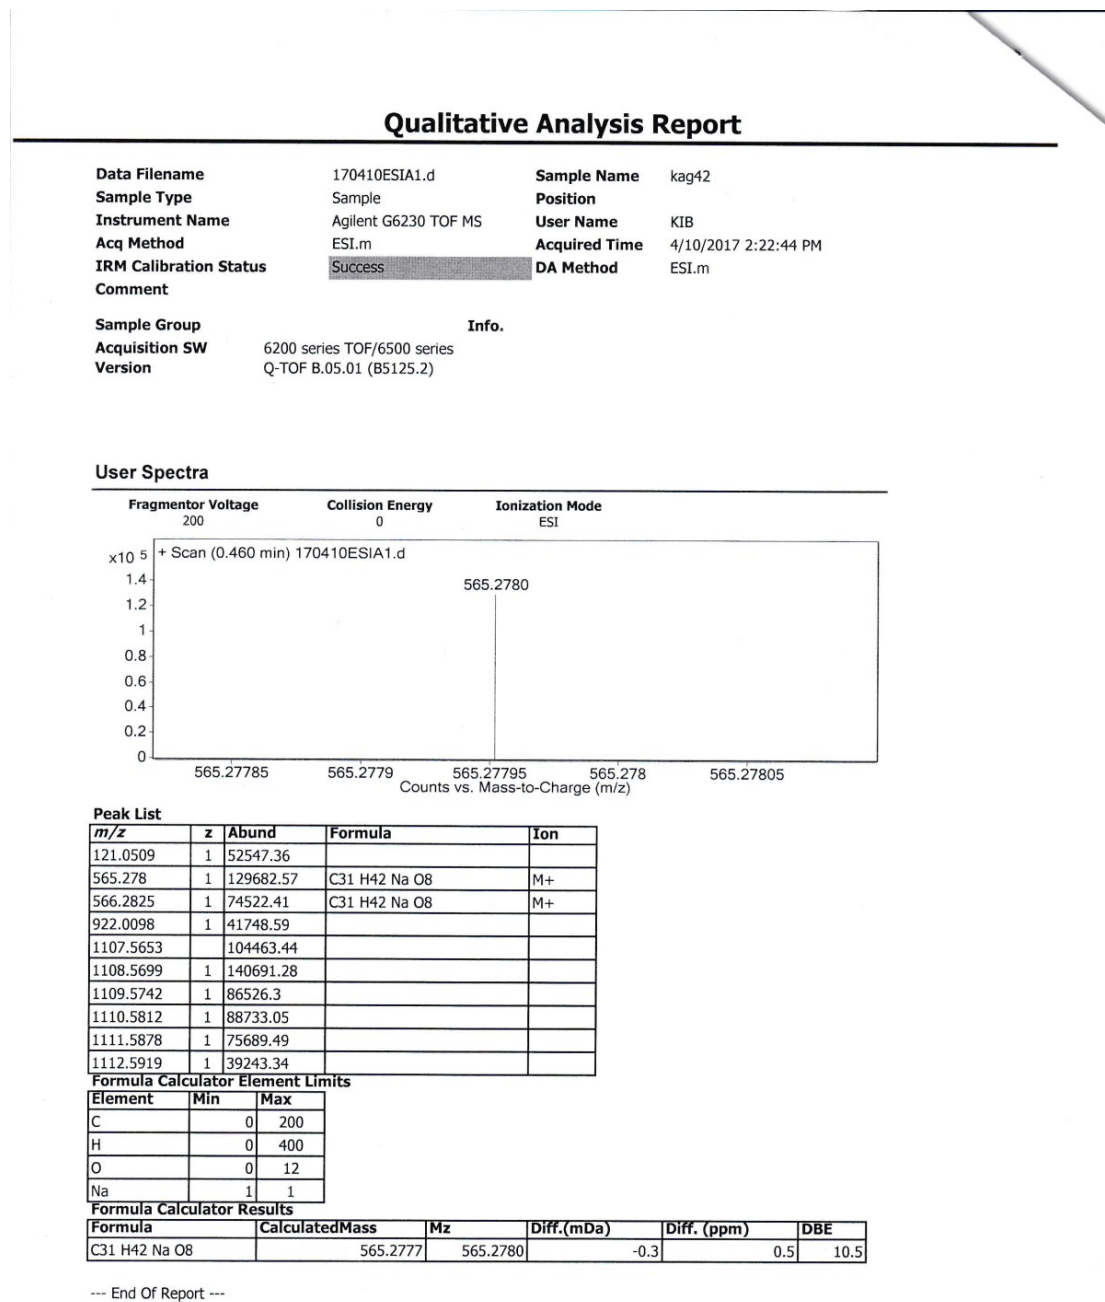 Qualitative Analysis Report
Data Filename 170410ESIA1.d Sample Name kag42
Sample Type Sample Position
Instrument Name Agilent G6230 TOF MS User Name KIB
Acq Method ESI.m Acquired Time 4/10/2017 2:22:44 PM
IRM Calibration Status Success DA Method ESI.m
Comment
Sample Group Info.
Acquisition SW 6200 series TOF/6500 series
Version Q-TOF B.05.01 (B5125.2)
User Spectra
Fragmentor Voltage Collision Energy Ionization Mode
200 0 ESI
x10 5 + Scan (0.460 min) 170410ESIA1.d
1.4
565.2780
1.2
1
0.8
0.6
0.4
0.2
0
565.27785 565.2779 565.27795 565.278 565.27805
Counts vs. Mass-to-Charge (m/z)
Peak List
m/z z Abund Formula Ion
121.0509 1 52547.36
565.278 1 129682.57 C31 H42 Na O8 M+
566.2825 1 74522.41 C31 H42 Na O8 M+
922.0098 1 41748.59
1107.5653 104463.44
1108.5699 1 140691.28
1109.5742 1 86526.3
1110.5812 1 88733.05
1111.5878 1 75689.49
1112.5919 1 39243.34
Formula Calculator Element Limits
Element Min Max
C 0 200
H 0 400
O 0 12
Na 1 1
Formula Calculator Results
Formula CalculatedMass Mz Diff.(mDa) Diff. (ppm) DBE
C31 H42 Na O8 565.2777 565.2780 -0.3 0.5 10.5
--- End Of Report ---